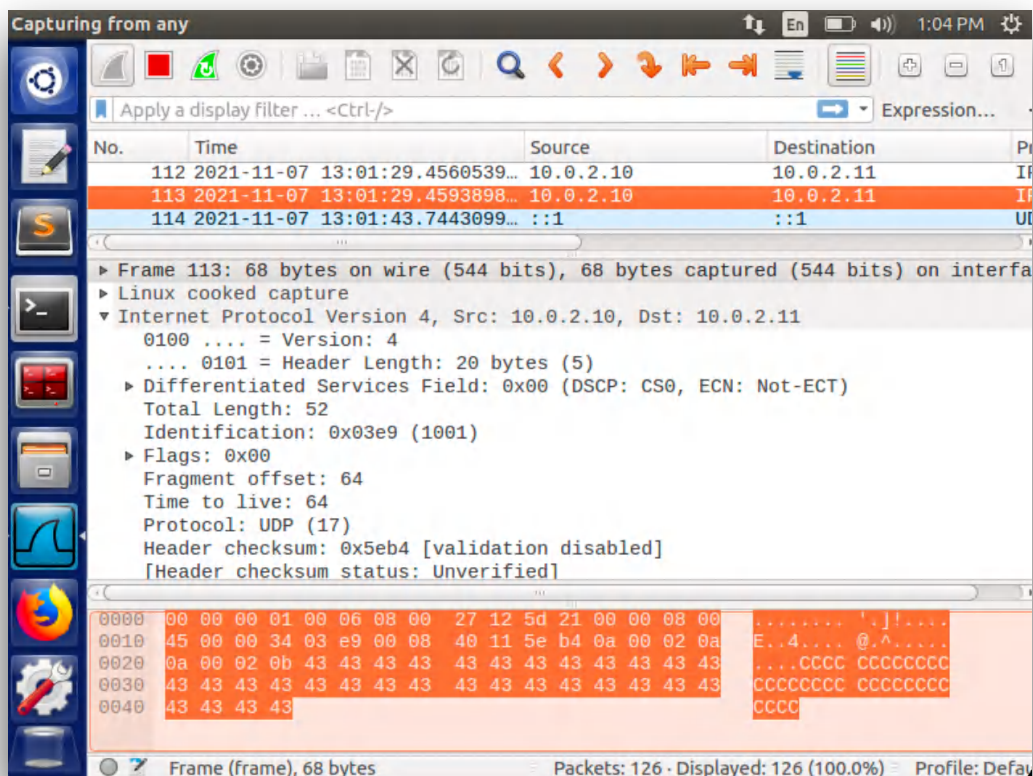 Capturing from any
En
1:04 PM
Apply a display filter … <Ctrl-/>
Expression…
No. Time Source Destination
112 2021-11-07 13:01:29.4560539… 10.0.2.10 10.0.2.11
113 2021-11-07 13:01:29.4593898… 10.0.2.10 10.0.2.11
114 2021-11-07 13:01:43.7443099… ::1 ::1
Frame 113: 68 bytes on wire (544 bits), 68 bytes captured (544 bits) on interfa
Linux cooked capture
Internet Protocol Version 4, Src: 10.0.2.10, Dst: 10.0.2.11
0100 .... = Version: 4
.... 0101 = Header Length: 20 bytes (5)
Differentiated Services Field: 0x00 (DSCP: CS0, ECN: Not-ECT)
Total Length: 52
Identification: 0x03e9 (1001)
Flags: 0x00
Fragment offset: 64
Time to live: 64
Protocol: UDP (17)
Header checksum: 0x5eb4 [validation disabled]
[Header checksum status: Unverified]
0000 00 00 00 01 00 06 08 00 27 12 5d 21 00 00 08 00 ........ '.]!....
0010 45 00 00 34 03 e9 00 08 40 11 5e b4 0a 00 02 0a E..4.... @.^.....
0020 0a 00 02 0b 43 43 43 43 43 43 43 43 43 43 43 43 ....CCCC CCCCCCCC
0030 43 43 43 43 43 43 43 43 43 43 43 43 43 43 43 43 CCCCCCCC CCCCCCCC
0040 43 43 43 43 CCCC
Frame (frame), 68 bytes Packets: 126 · Displayed: 126 (100.0%) Profile: Defau